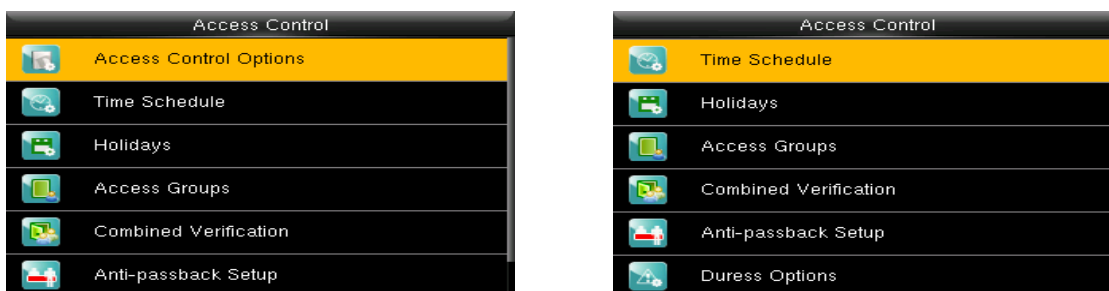 Access Control
Access Control Options
Time Schedule
Holidays
Access Groups
Combined Verification
Anti-passback Setup
Access Control
Time Schedule
Holidays
Access Groups
Combined Verification
Anti-passback Setup
Duress Options